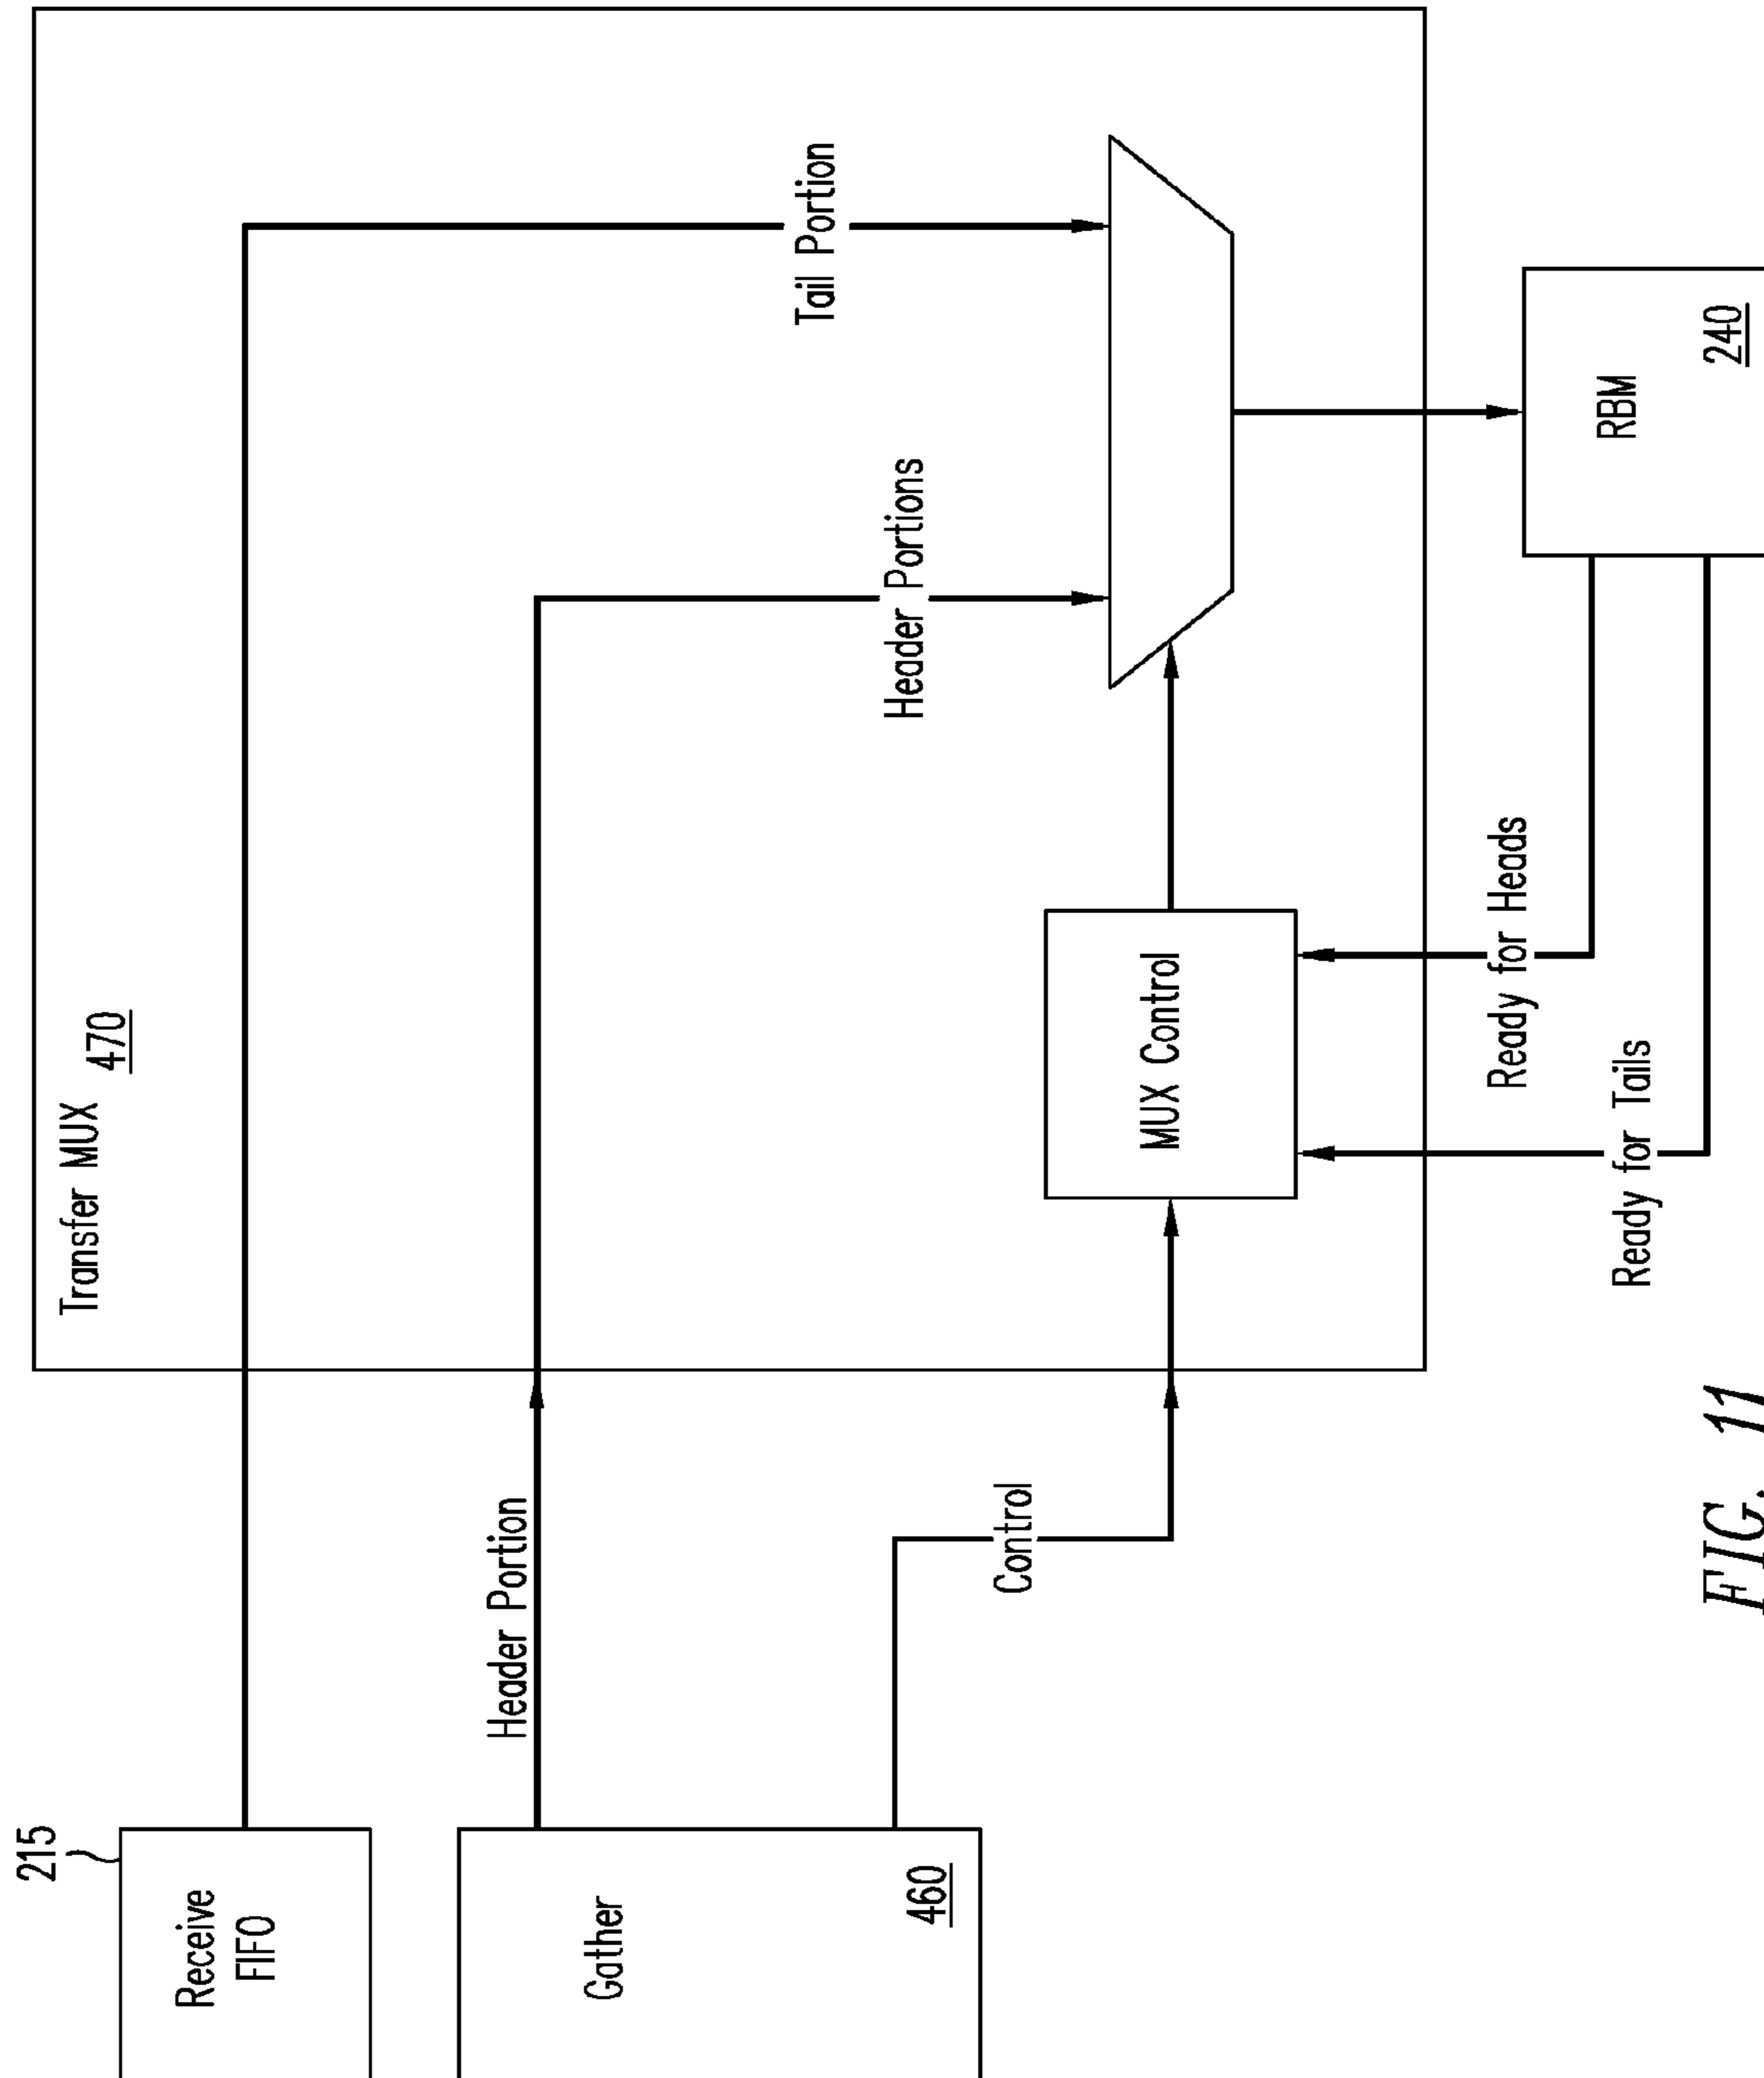 215
Receive
FIFO
Transfer MUX
470
Tail Portion
Header Portion
Header Portions
Gather
460
Control
MUX Control
Ready for Heads
Ready for Tails
RBM
240
FIG. 11